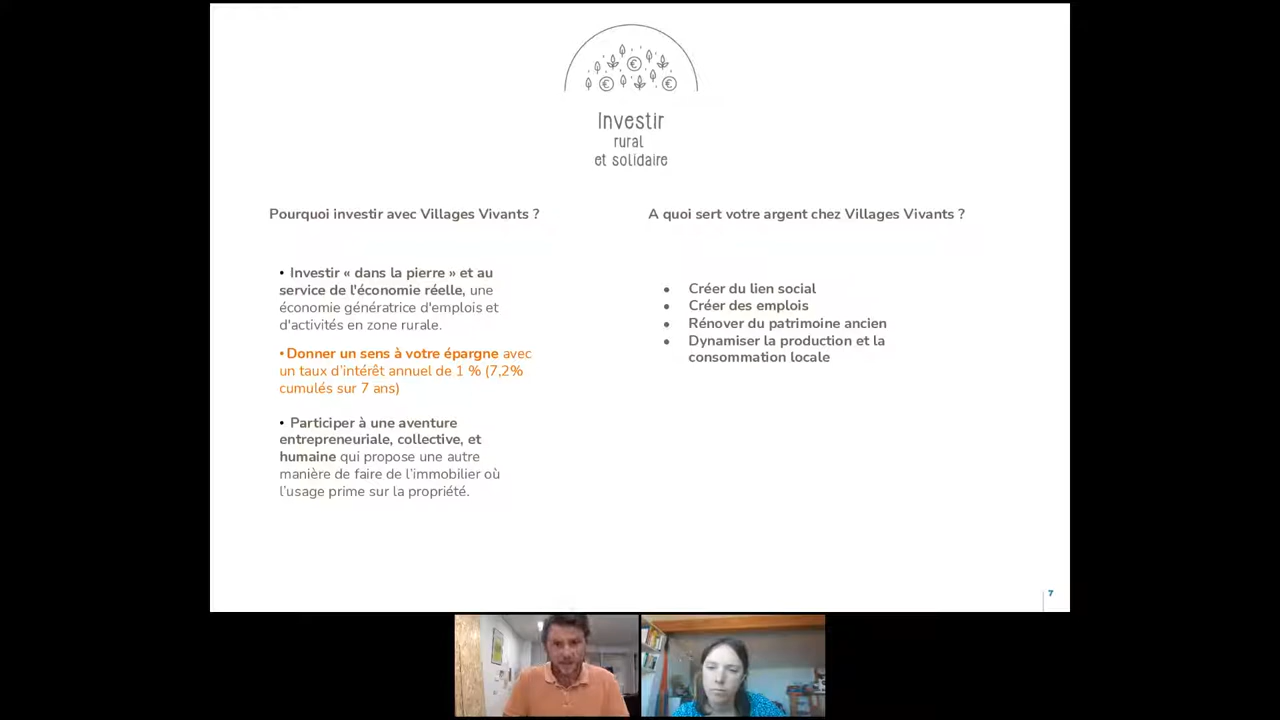 Investir
rural
et solidaire
Pourquoi investir avec Villages Vivants ?
• Investir « dans la pierre » et au
service de l'économie réelle, une
économie génératrice d'emplois et
d'activités en zone rurale.
• Donner un sens à votre épargne avec
un taux d’intérêt annuel de 1 % (7,2%
cumulés sur 7 ans)
• Participer à une aventure
entrepreneuriale, collective, et
humaine qui propose une autre
manière de faire de l’immobilier où
l’usage prime sur la propriété.
A quoi sert votre argent chez Villages Vivants ?
● Créer du lien social
● Créer des emplois
● Rénover du patrimoine ancien
● Dynamiser la production et la
consommation locale
7